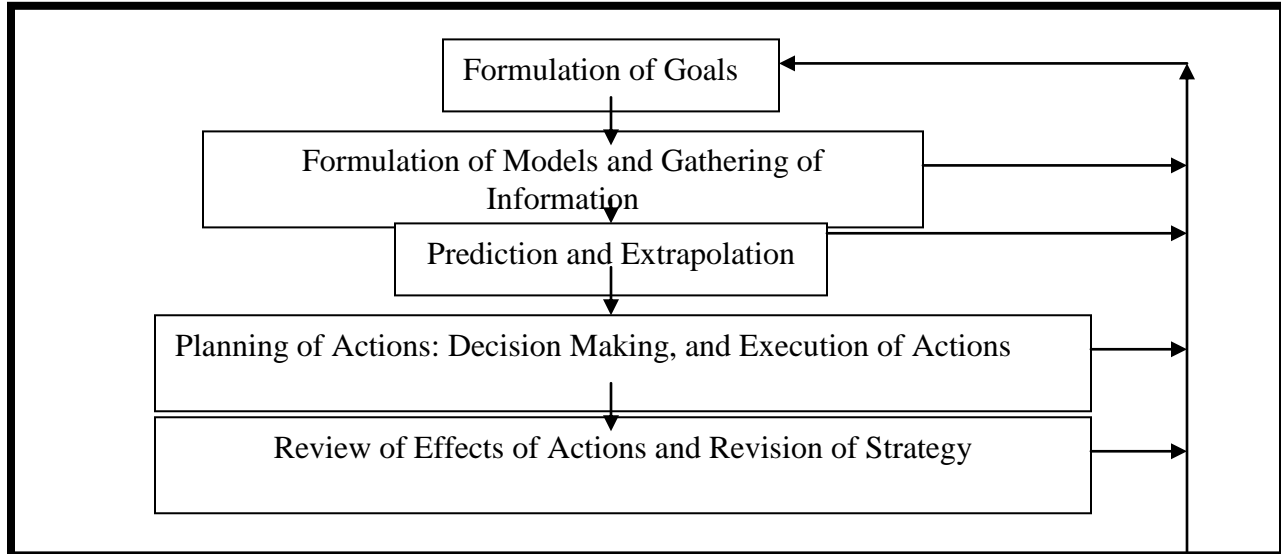 Formulation of Goals
Formulation of Models and Gathering of
Information
Prediction and Extrapolation
Planning of Actions: Decision Making, and Execution of Actions
Review of Effects of Actions and Revision of Strategy